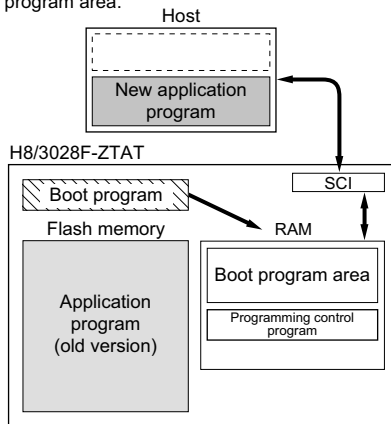 program area.
Host
New application
program
H8/3028F-ZTAT
SCI
Boot program
Flash memory
RAM
Boot program area
Application
program
(old version)
Programming control
program